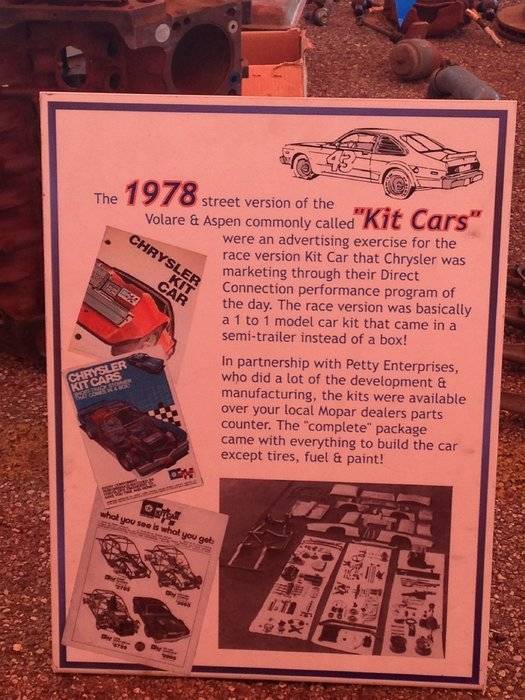 43
The 1978 street version of the
Volare & Aspen commonly called "Kit Cars"
were an advertising exercise for the
race version Kit Car that Chrysler was
marketing through their Direct
Connection performance program of
the day. The race version was basically
a 1 to 1 model car kit that came in a
semi-trailer instead of a box!
In partnership with Petty Enterprises,
who did a lot of the development &
manufacturing, the kits were available
over your local Mopar dealers parts
counter. The "complete" package
came with everything to build the car
except tires, fuel & paint!
CHRYSLER
KIT
CAR
CHRYSLER
KIT CARS
what you see is what you get: